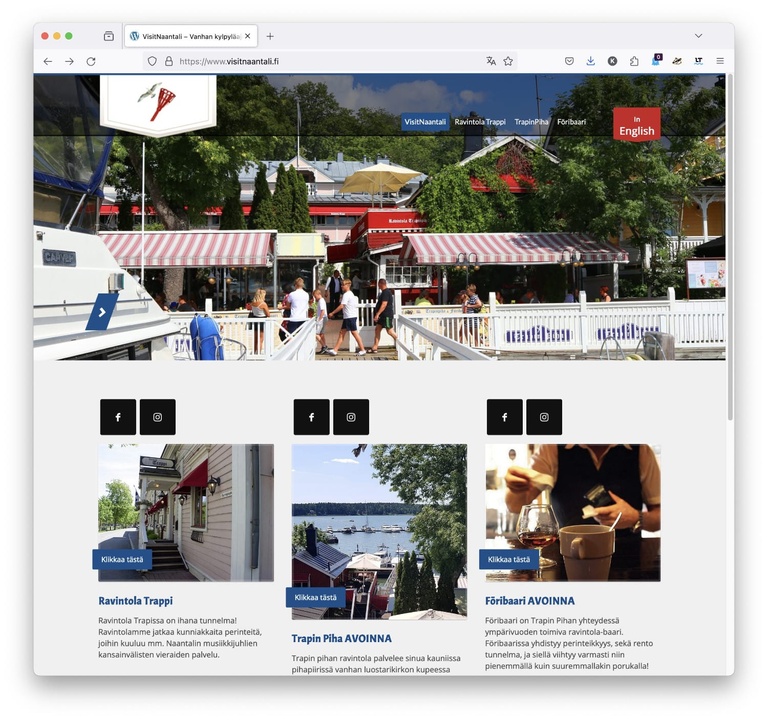 VisitNaantali – Vanhan kylpylä
https://www.visitnaantali.fi
0
K
LT
VisitNaantali
Ravintola Trappi
TrapinPiha
Föribaari
In
English
CARVER
Klikkaa tästä
Klikkaa tästä
Klikkaa tästä
Ravintola Trappi
Ravintola Trapissa on ihana tunnelma!
Ravintolamme jatkaa kunniakkaita perinteitä,
joihin kuuluu mm. Naantalin musiikkijuhlien
kansainvälisten vieraiden palvelu.
Trapin Piha AVOINNA
Trapin pihan ravintola palvelee sinua kauniissa
pihapiirissä vanhan luostarikirkon kupeessa
Föribaari AVOINNA
Föribaari on Trapin Pihan yhteydessä
ympärivuoden toimiva ravintola-baari.
Föribaarissa yhdistyy perinteikkyys, sekä rento
tunnelma, ja siellä viihtyy varmasti niin
pienemmällä kuin suuremmallakin porukalla!